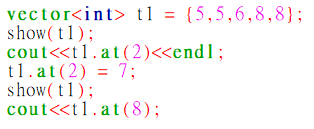 vector<int> t1 = {5,5,6,8,8};
show(t1);
cout<<t1.at(2)<<endl;
t1.at(2) = 7;
show(t1);
cout<<t1.at(8);